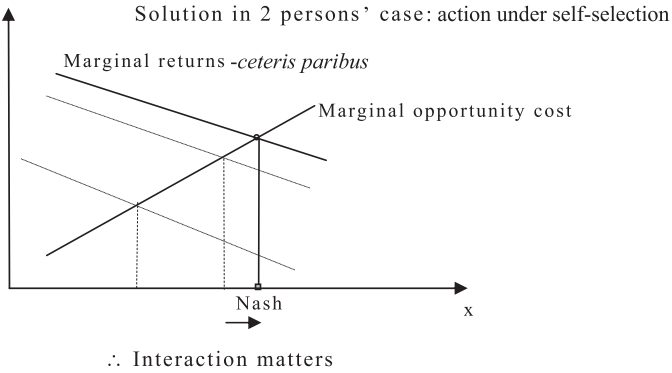 Solution in 2 persons' case: action under self-selection
Marginal returns -ceteris paribus
Marginal opportunity cost
Nash
x
∴ Interaction matters